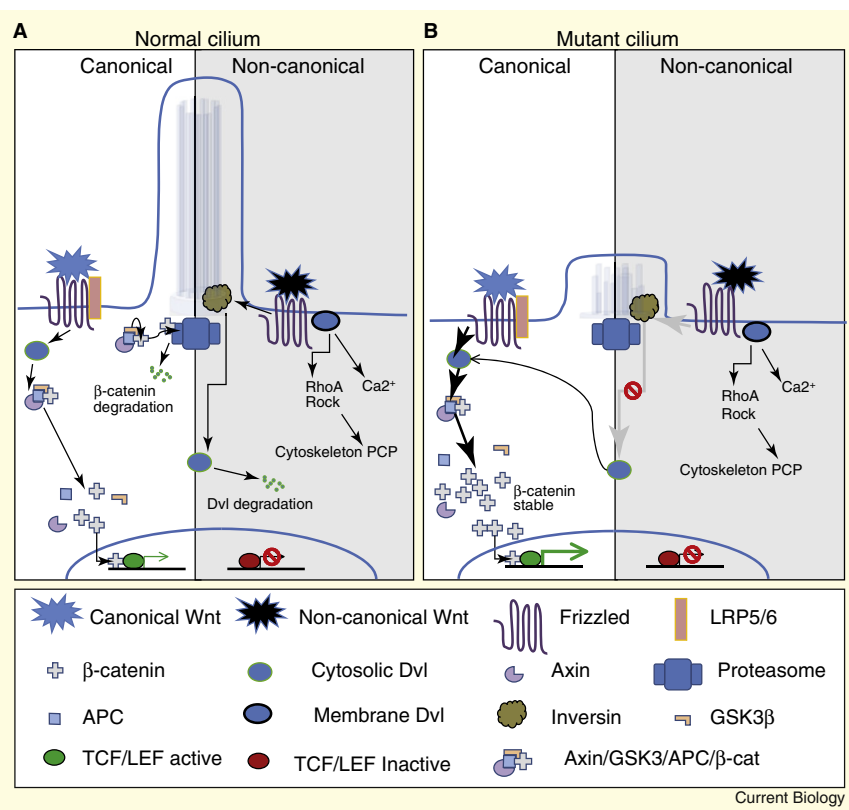 A
Normal cilium
Canonical
Non-canonical
β-catenin
degradation
RhoA
Rock
Ca2+
Cytoskeleton PCP
Dvl degradation
B
Mutant cilium
Canonical
Non-canonical
RhoA
Rock
Ca2+
Cytoskeleton PCP
β-catenin
stable
Canonical Wnt
Non-canonical Wnt
Frizzled
LRP5/6
β-catenin
Cytosolic Dvl
Axin
Proteasome
APC
Membrane Dvl
Inversin
GSK3β
TCF/LEF active
TCF/LEF Inactive
Axin/GSK3/APC/β-cat
Current Biology